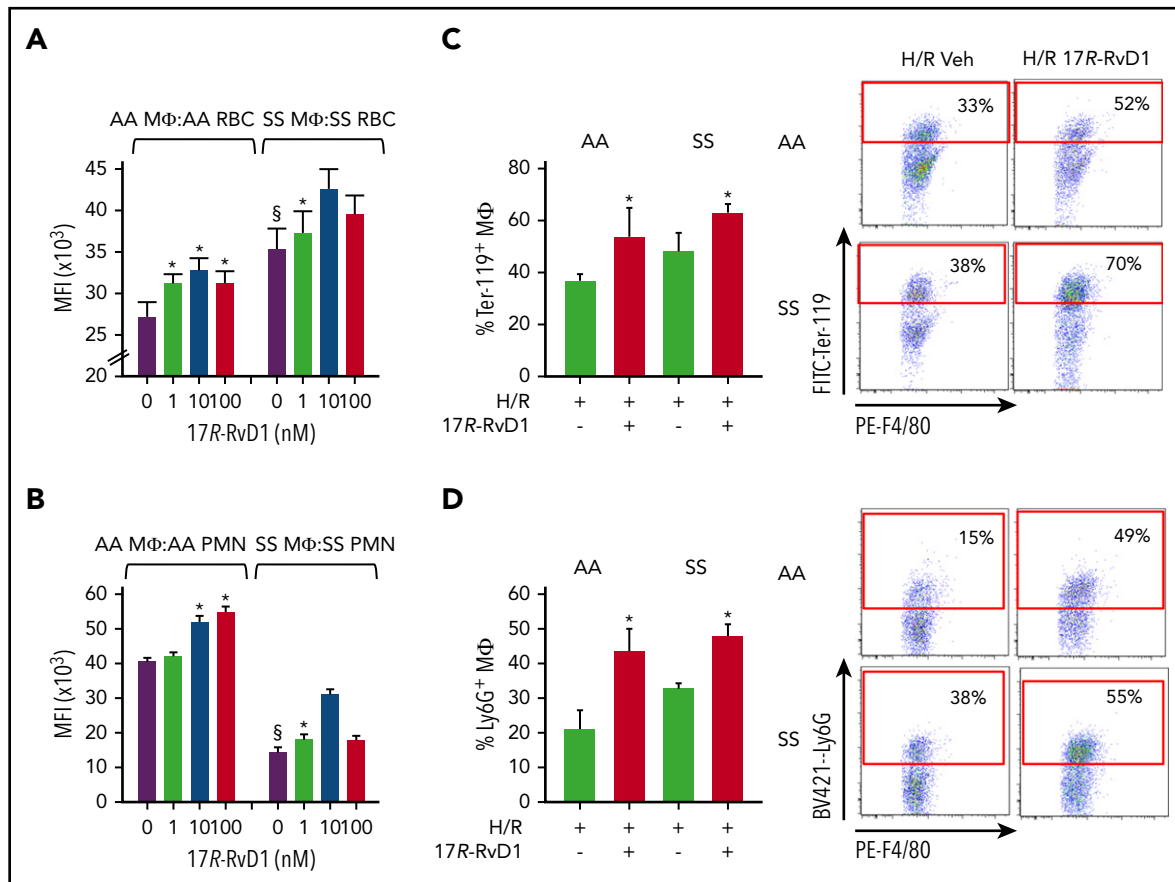 A
AA MΦ:AA RBC SS MΦ:SS RBC
MFI (x10³)
45
40
35
30
25
20
* * *
§ *
0 1 10 100 0 1 10 100
17R-RvD1 (nM)
C
AA SS
% Ter-119⁺ MΦ
80
60
40
20
0
* *
H/R + + + +
17R-RvD1 - + - +
H/R Veh H/R 17R-RvD1
AA
33% 52%
SS
38% 70%
FITC-Ter-119
PE-F4/80
B
AA MΦ:AA PMN SS MΦ:SS PMN
MFI (x10³)
60
50
40
30
20
10
0
* *
§ *
0 1 10 100 0 1 10 100
17R-RvD1 (nM)
D
AA SS
% Ly6G⁺ MΦ
60
50
40
30
20
10
0
* *
H/R + + + +
17R-RvD1 - + - +
AA
15% 49%
SS
38% 55%
BV421--Ly6G
PE-F4/80